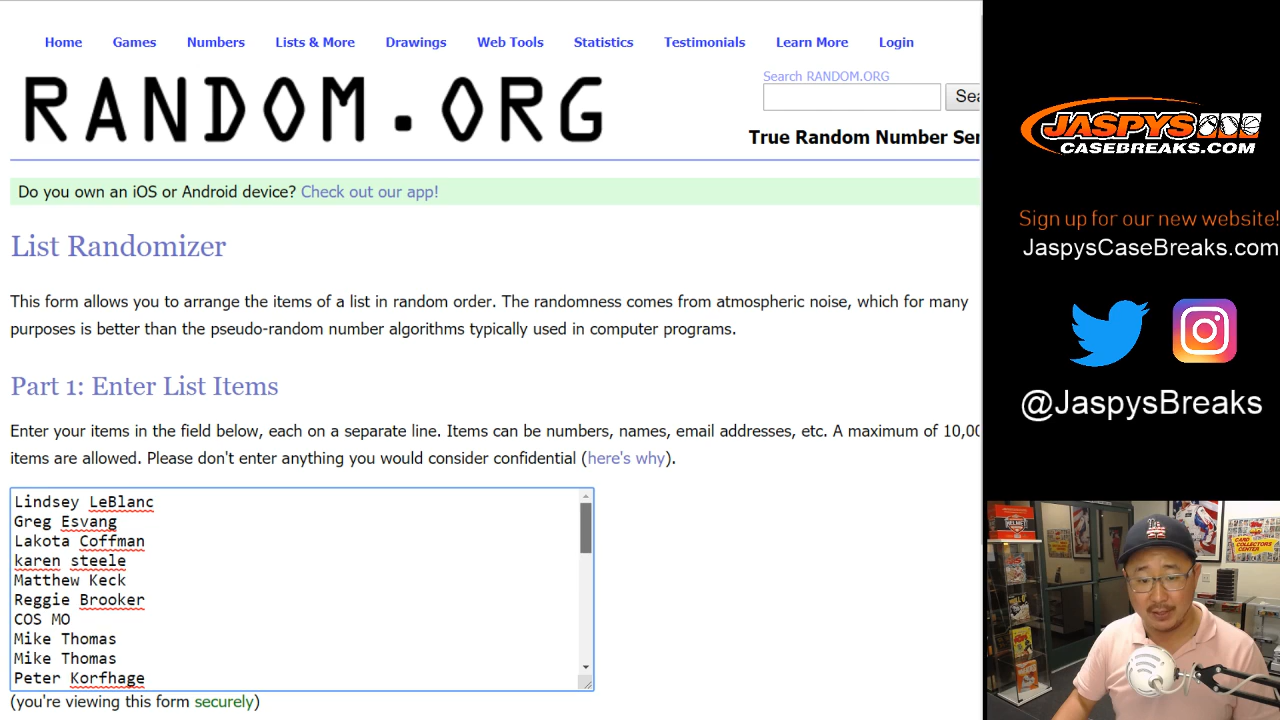 Home Games Numbers Lists & More Drawings Web Tools Statistics Testimonials Learn More Login
RANDOM.ORG
Search RANDOM.ORG
Sea
True Random Number Ser
Do you own an iOS or Android device? Check out our app!
List Randomizer
This form allows you to arrange the items of a list in random order. The randomness comes from atmospheric noise, which for many
purposes is better than the pseudo-random number algorithms typically used in computer programs.
Part 1: Enter List Items
Enter your items in the field below, each on a separate line. Items can be numbers, names, email addresses, etc. A maximum of 10,00
items are allowed. Please don't enter anything you would consider confidential (here's why).
Lindsey LeBlanc
Greg Esvang
Lakota Coffman
karen steele
Matthew Keck
Reggie Brooker
COS MO
Mike Thomas
Mike Thomas
Peter Korfhage
(you're viewing this form securely)
JASPYS
CASEBREAKS.COM
Sign up for our new website!
JaspysCaseBreaks.com
@JaspysBreaks
CARD
COLLECTORS
CENTER